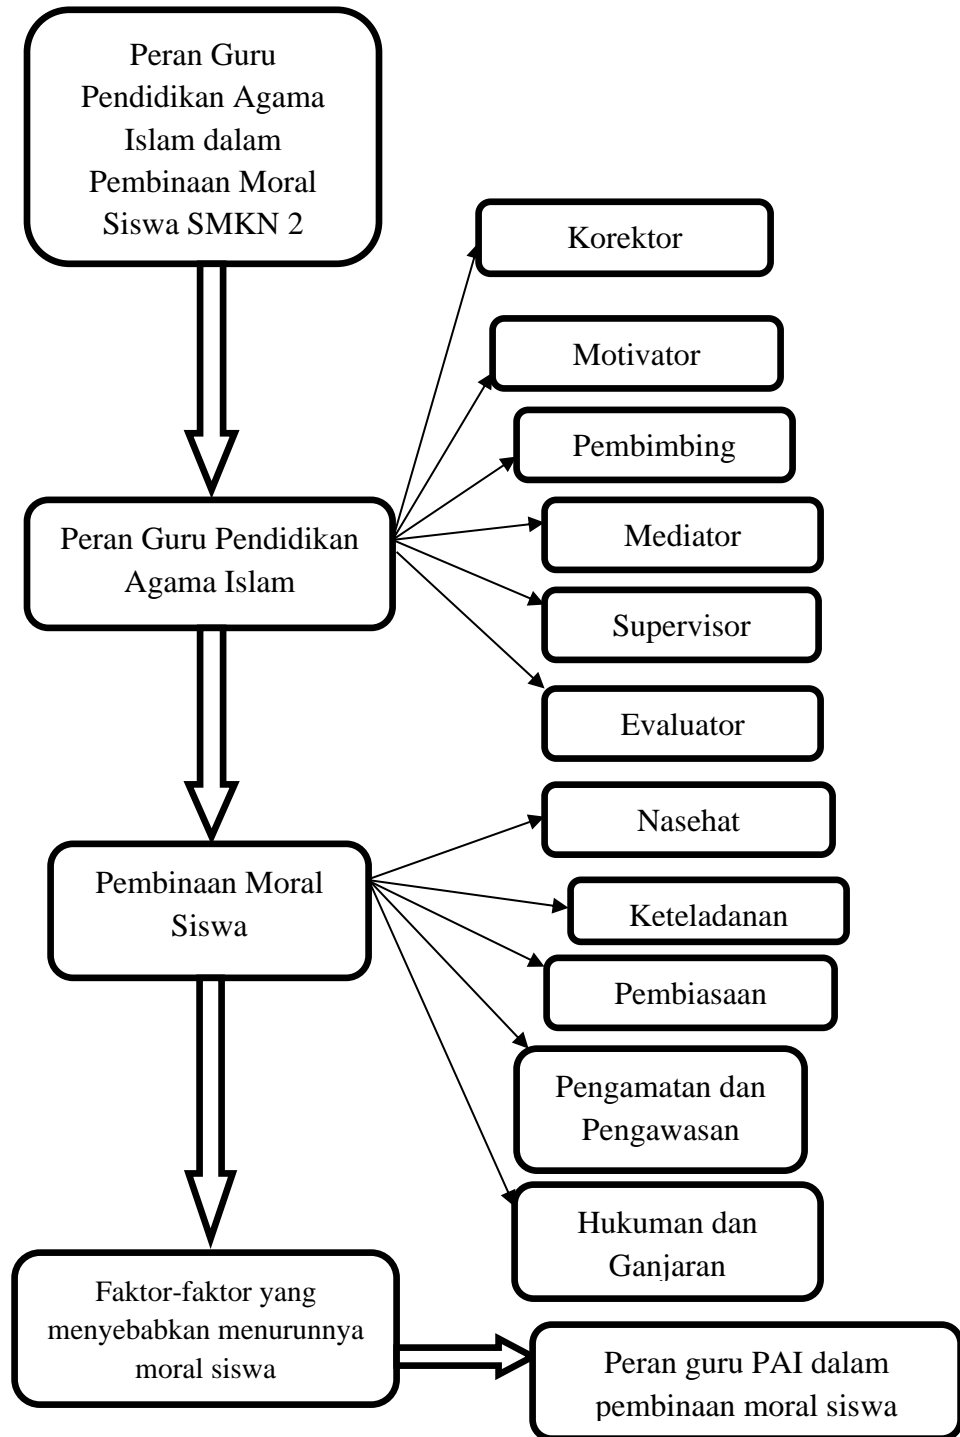 Peran Guru
Pendidikan Agama
Islam dalam
Pembinaan Moral
Siswa SMKN 2
Korektor
Motivator
Pembimbing
Peran Guru Pendidikan
Agama Islam
Mediator
Supervisor
Evaluator
Nasehat
Pembinaan Moral
Siswa
Keteladanan
Pembiasaan
Pengamatan dan
Pengawasan
Hukuman dan
Ganjaran
Faktor-faktor yang
menyebabkan menurunnya
moral siswa
Peran guru PAI dalam
pembinaan moral siswa